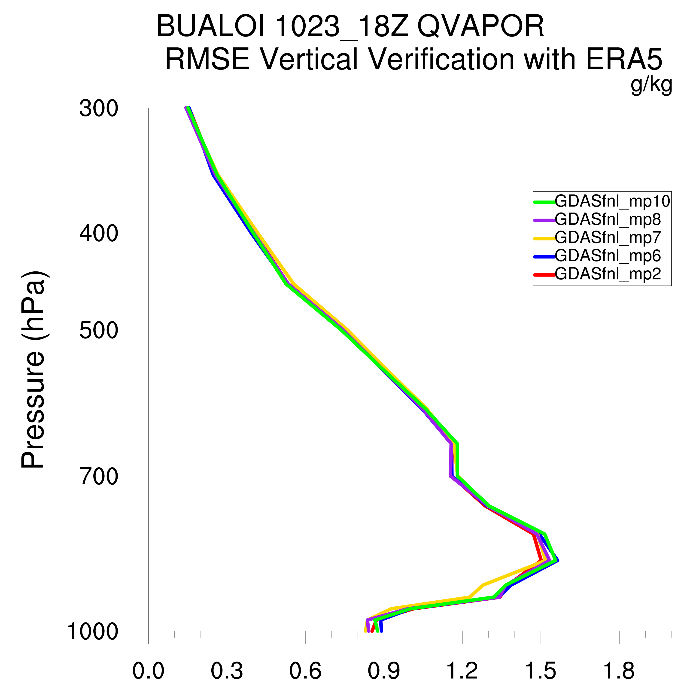 BUALOI 1023_18Z QVAPOR
RMSE Vertical Verification with ERA5
g/kg
300
400
500
700
1000
Pressure (hPa)
GDASfnl_mp10
GDASfnl_mp8
GDASfnl_mp7
GDASfnl_mp6
GDASfnl_mp2
0.0 0.3 0.6 0.9 1.2 1.5 1.8